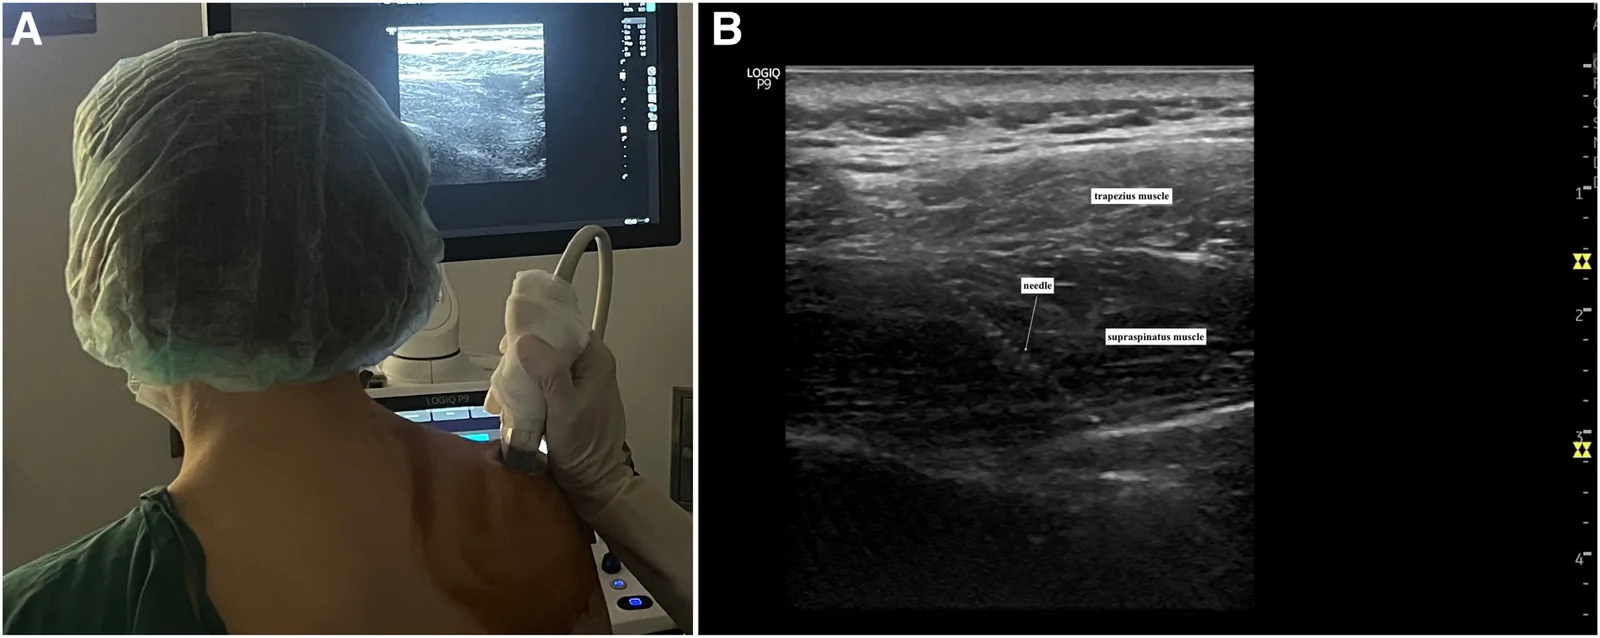 A
LOGIQ P9
B
LOGIQ
P9
trapezius muscle
needle
supraspinatus muscle
1
2
3
4